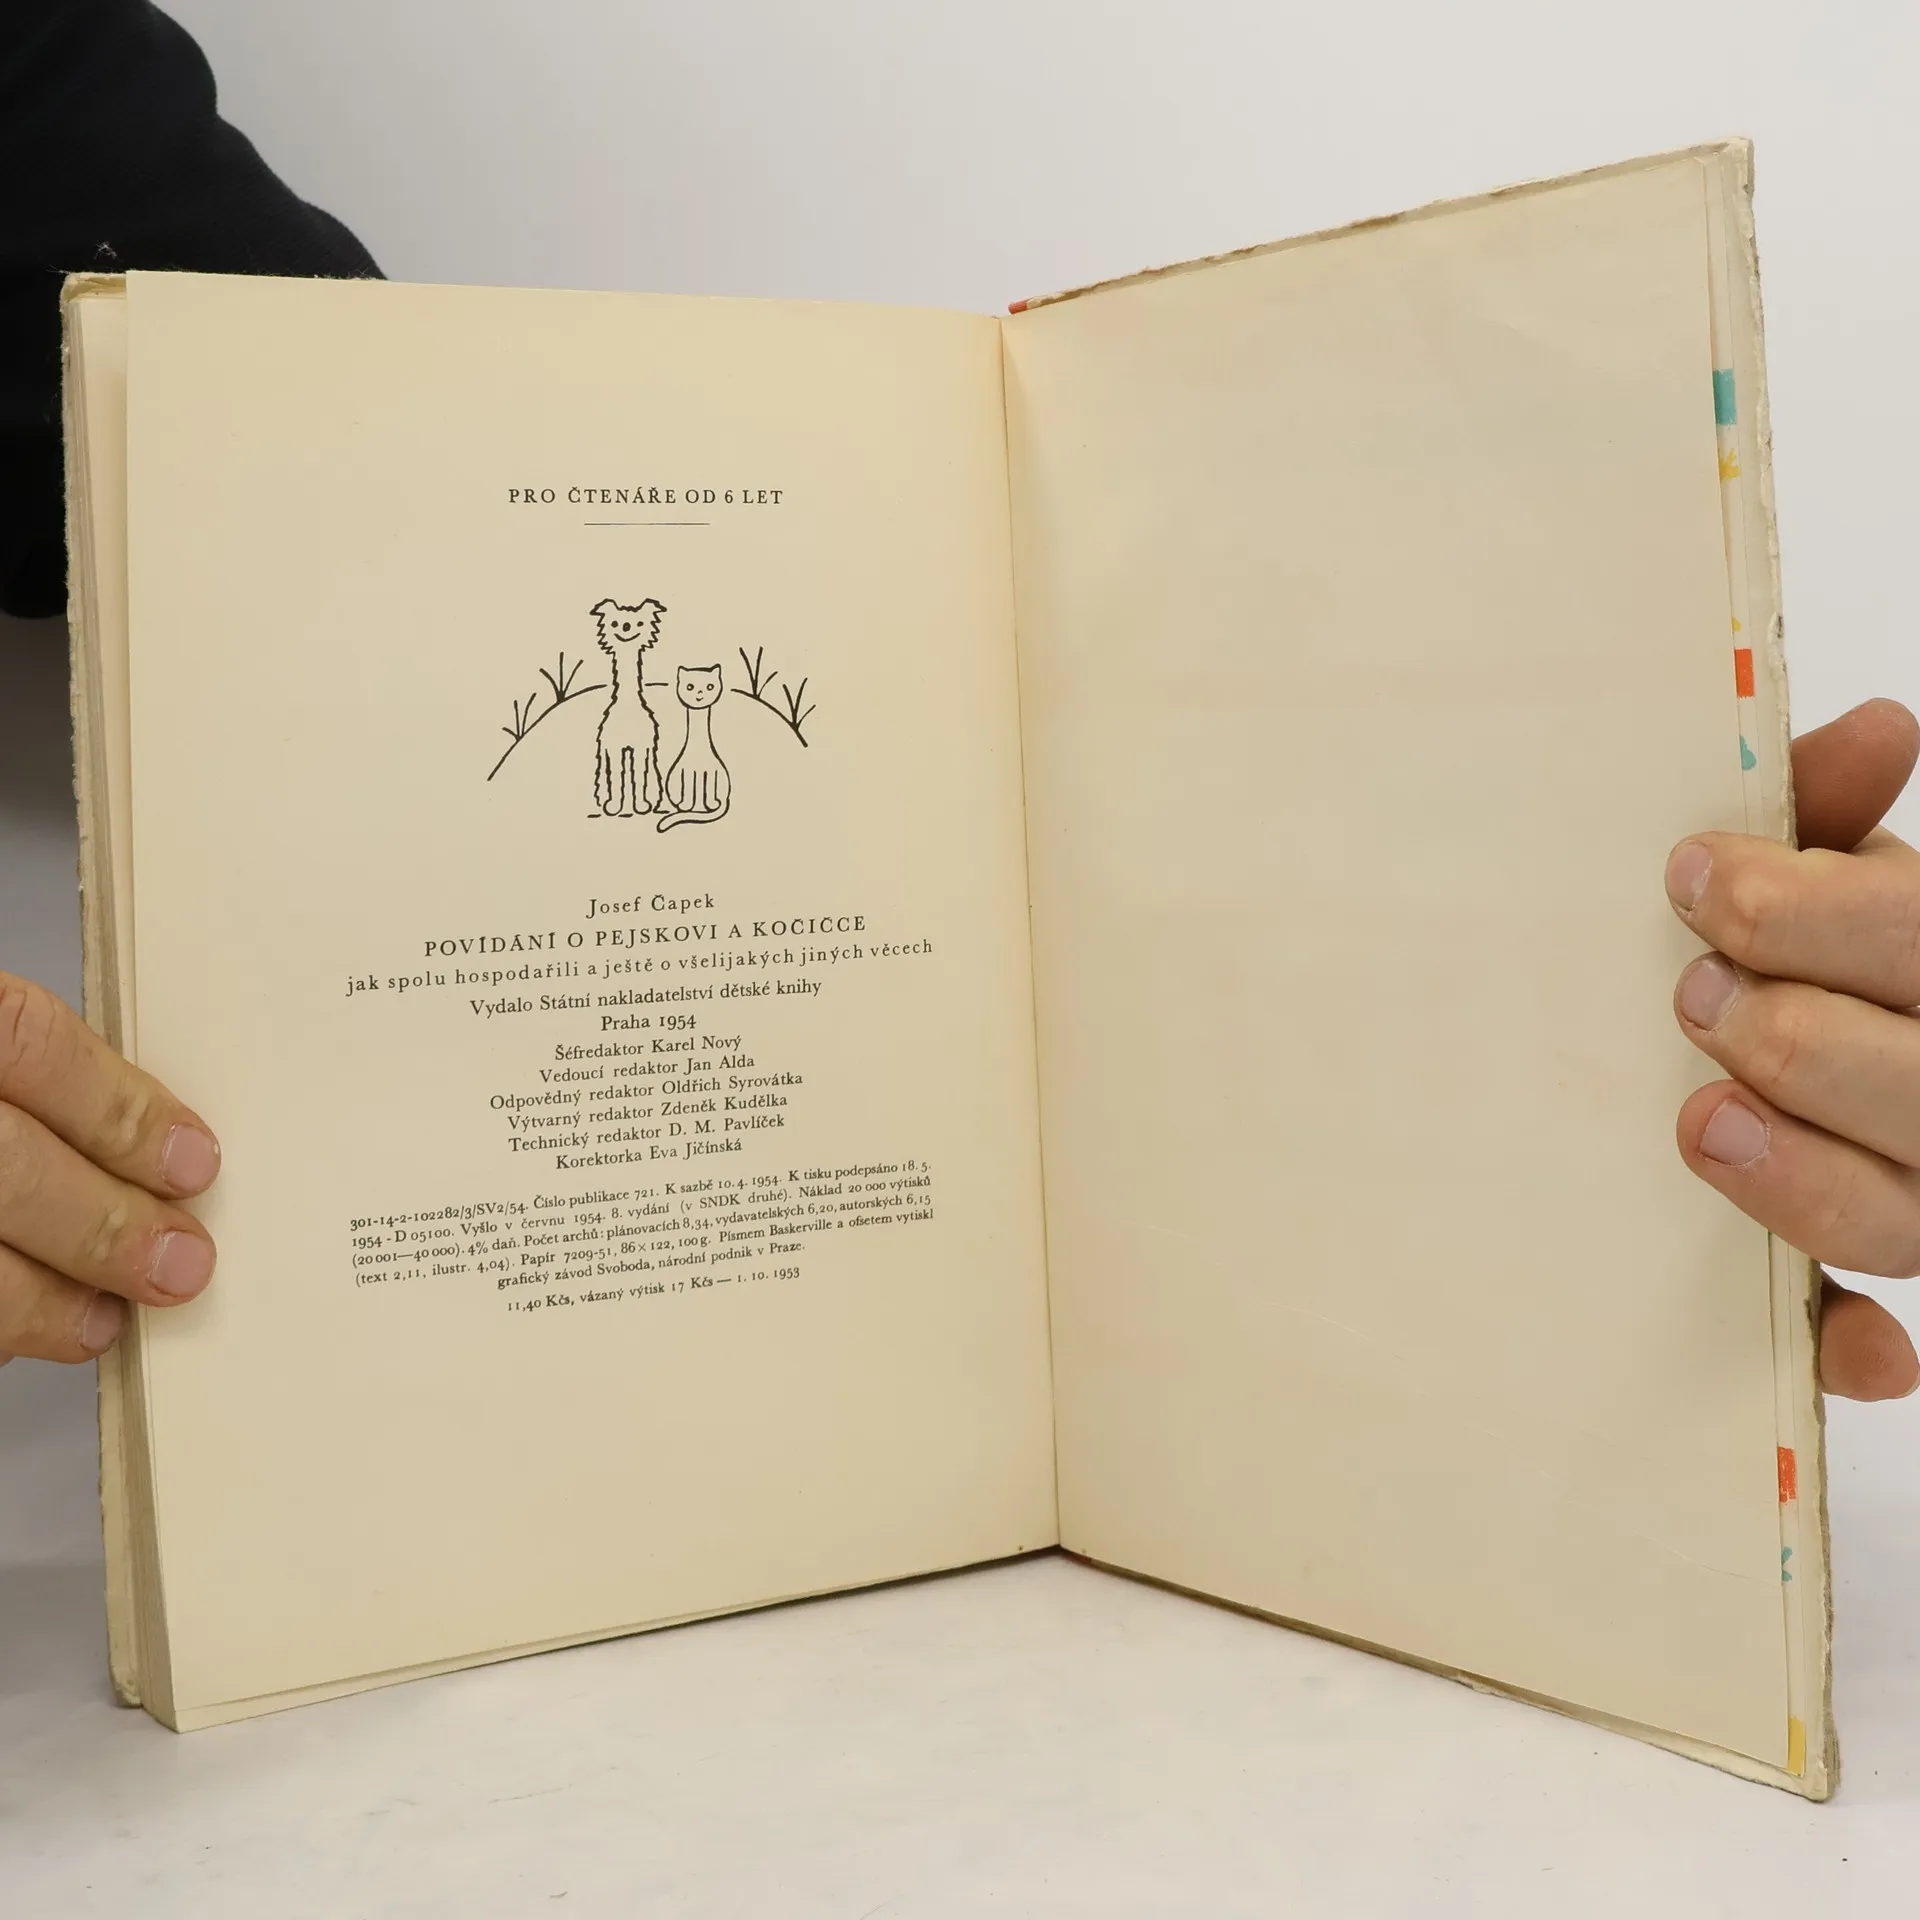 PRO ČTENÁŘE OD 6 LET
Josef Čapek
POVÍDÁNÍ O PEJSKOVI A KOČIČCE
jak spolu hospodařili a ještě o všelijakých jiných věcech
Vydalo Státní nakladatelství dětské knihy
Praha 1954
Šéfredaktor Karel Nový
Vedoucí redaktor Jan Alda
Odpovědný redaktor Oldřich Syrovátka
Výtvarný redaktor Zdeněk Kudělka
Technický redaktor D. M. Pavlíček
Korektorka Eva Jičínská
301-14-2-102282/3/SV2/54. Číslo publikace 721. K sazbě 10. 4. 1954. K tisku podepsáno 18. 5.
1954 - D 05100. Vyšlo v červnu 1954. 8. vydání (v SNDK druhé). Náklad 20 000 výtisků
(20 001—40 000). 4% daň. Počet archů: plánovacích 8,34, vydavatelských 6,20, autorských 6,15
(text 2,11, ilustr. 4,04). Papír 7209-51, 86 × 122, 100 g. Písmem Baskerville a ofsetem vytiskl
grafický závod Svoboda, národní podnik v Praze.
11,40 Kčs, vázaný výtisk 17 Kčs — 1. 10. 1953